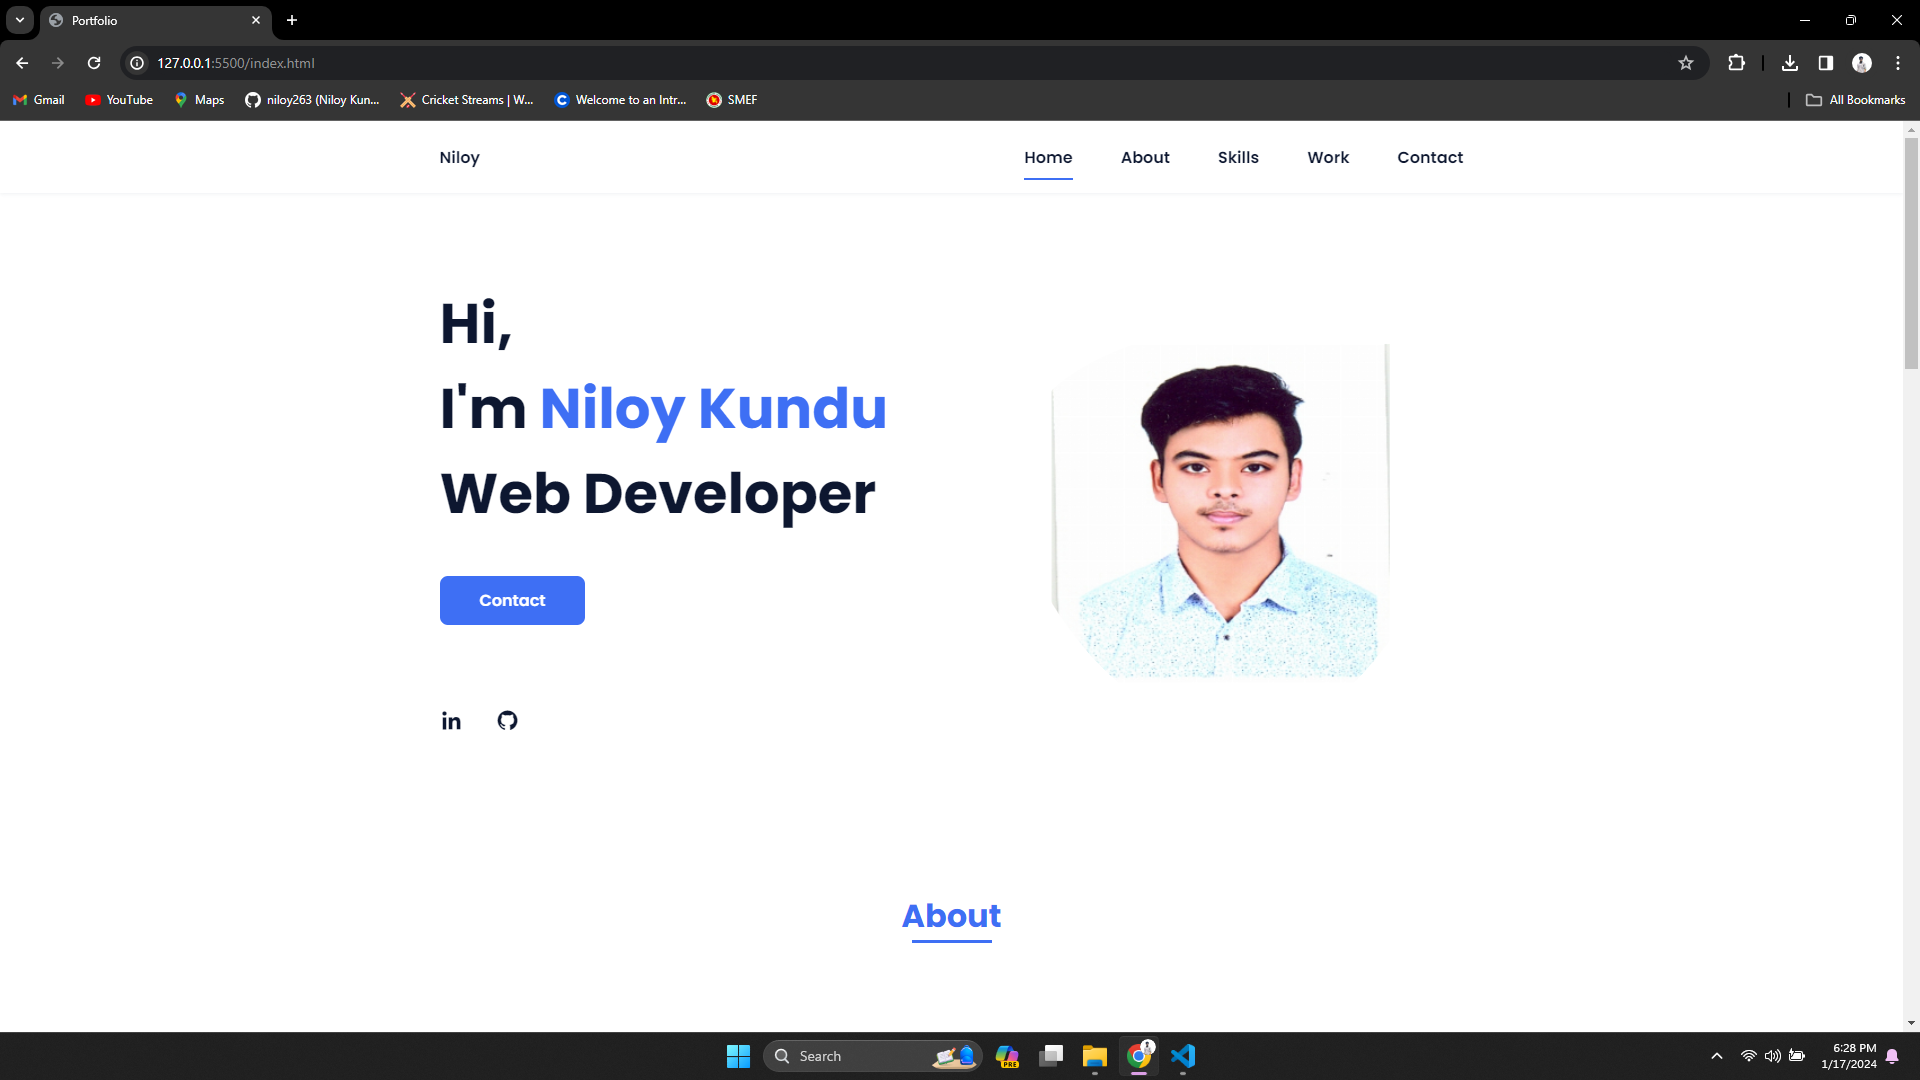 Portfolio
127.0.0.1:5500/index.html
Gmail YouTube Maps niloy263 (Niloy Kun... Cricket Streams | W... Welcome to an Intr... SMEF All Bookmarks
Niloy Home About Skills Work Contact
Hi,
I'm Niloy Kundu
Web Developer
Contact
in
About
Search PRE
6:28 PM
1/17/2024